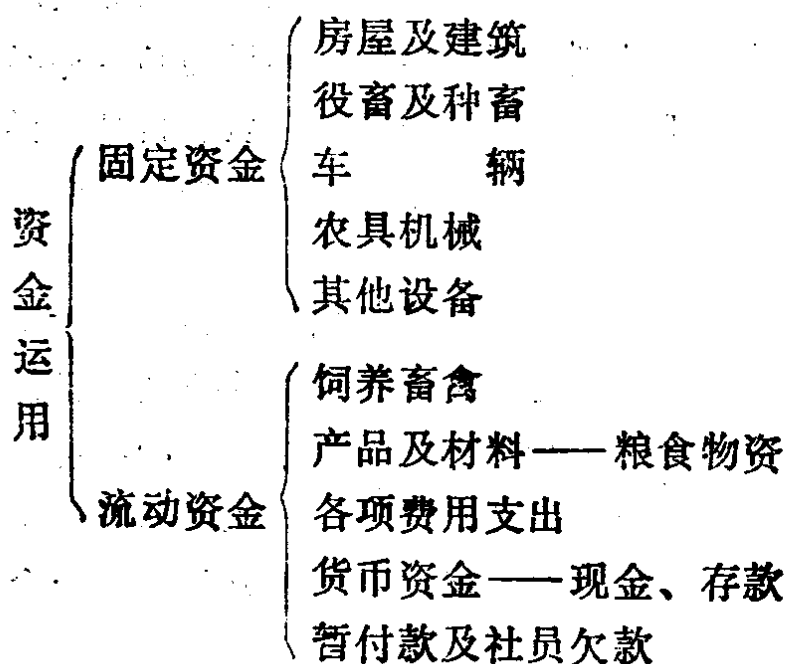 资金运用
固定资金
房屋及建筑
役畜及种畜
车 辆
农具机械
其他设备
流动资金
饲养畜禽
产品及材料——粮食物资
各项费用支出
货币资金——现金、存款
暂付款及社员欠款